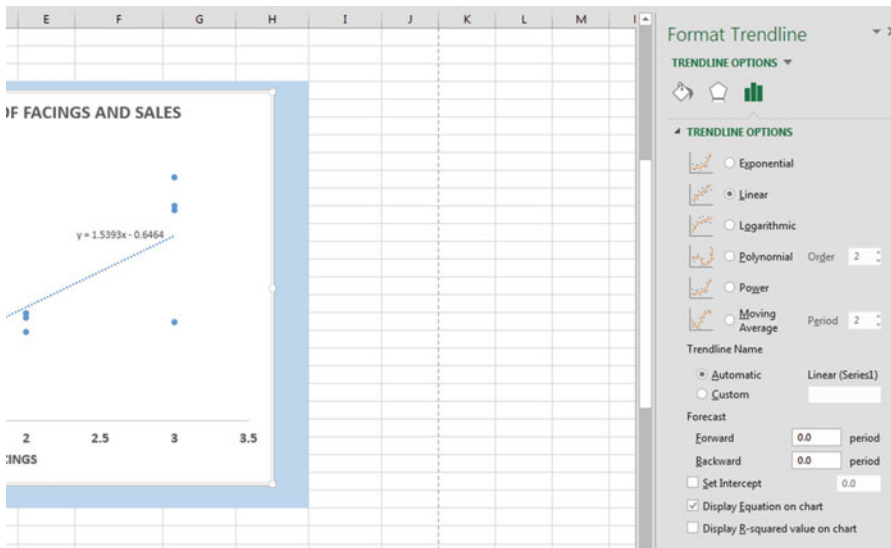 E F G H I J K L M
Format Trendline
TRENDLINE OPTIONS
OF FACINGS AND SALES
TRENDLINE OPTIONS
Exponential
Linear
Logarithmic
Polynomial Order 2
Power
Moving
Average Period 2
y = 1.5393x - 0.6464
Trendline Name
Automatic Linear (Series1)
Custom
Forecast
Forward 0.0 period
Backward 0.0 period
Set Intercept 0.0
Display Equation on chart
Display R-squared value on chart
2 2.5 3 3.5
CINGS